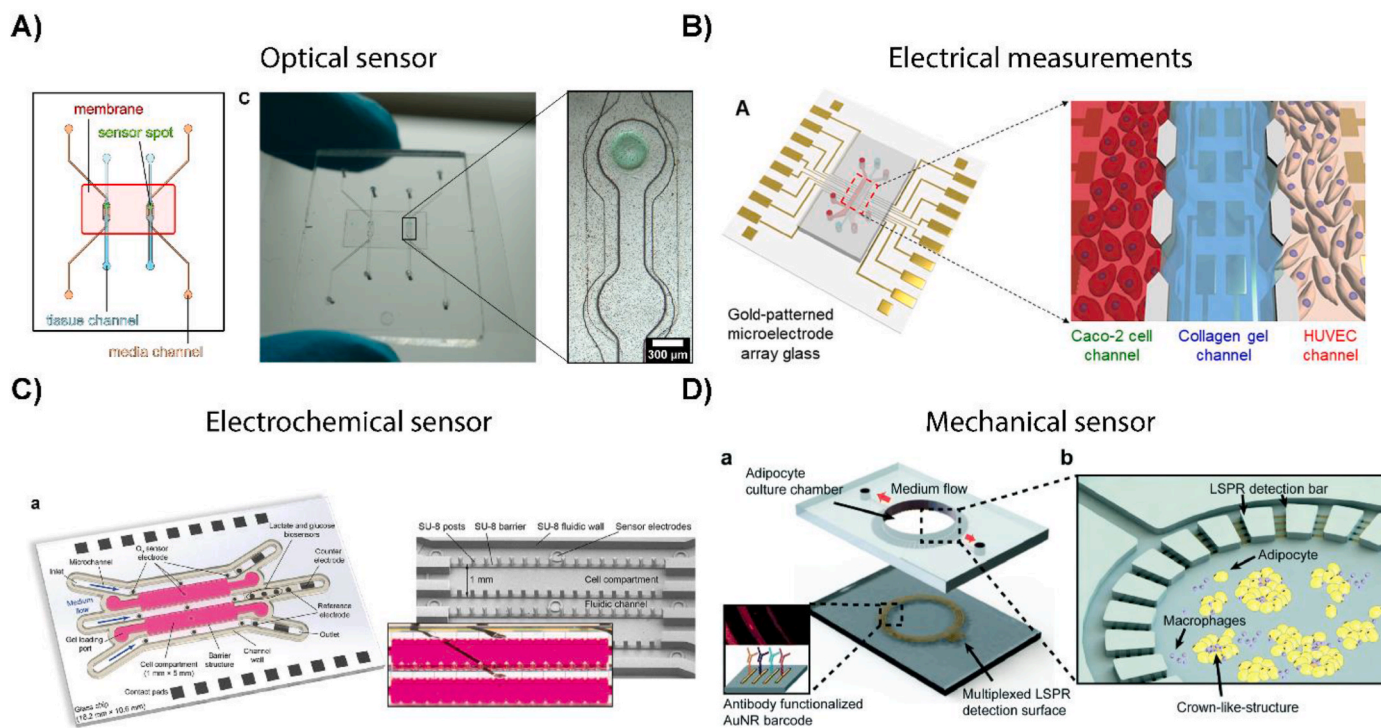 A)
Optical sensor
membrane
sensor spot
tissue channel
media channel
C
300 µm
B)
Electrical measurements
A
Gold-patterned
microelectrode
array glass
Caco-2 cell
channel
Collagen gel
channel
HUVEC
channel
C)
Electrochemical sensor
a
Lactate and glucose
biosensors
O₂ sensor
electrode
Counter
electrode
Microchannel
Inlet
Medium
flow
Reference
electrode
Gel loading
port
Outlet
Cell compartment
(1 mm × 5 mm)
Barrier
structure
Channel
wall
Contact pads
Glass chip
(16.2 mm × 10.6 mm)
SU-8 posts
SU-8 barrier
SU-8 fluidic wall
Sensor electrodes
1 mm
Cell compartment
Fluidic channel
D)
Mechanical sensor
a
Adipocyte
culture chamber
Medium flow
Antibody functionalized
AuNR barcode
Multiplexed LSPR
detection surface
b
LSPR detection bar
Adipocyte
Macrophages
Crown-like-structure